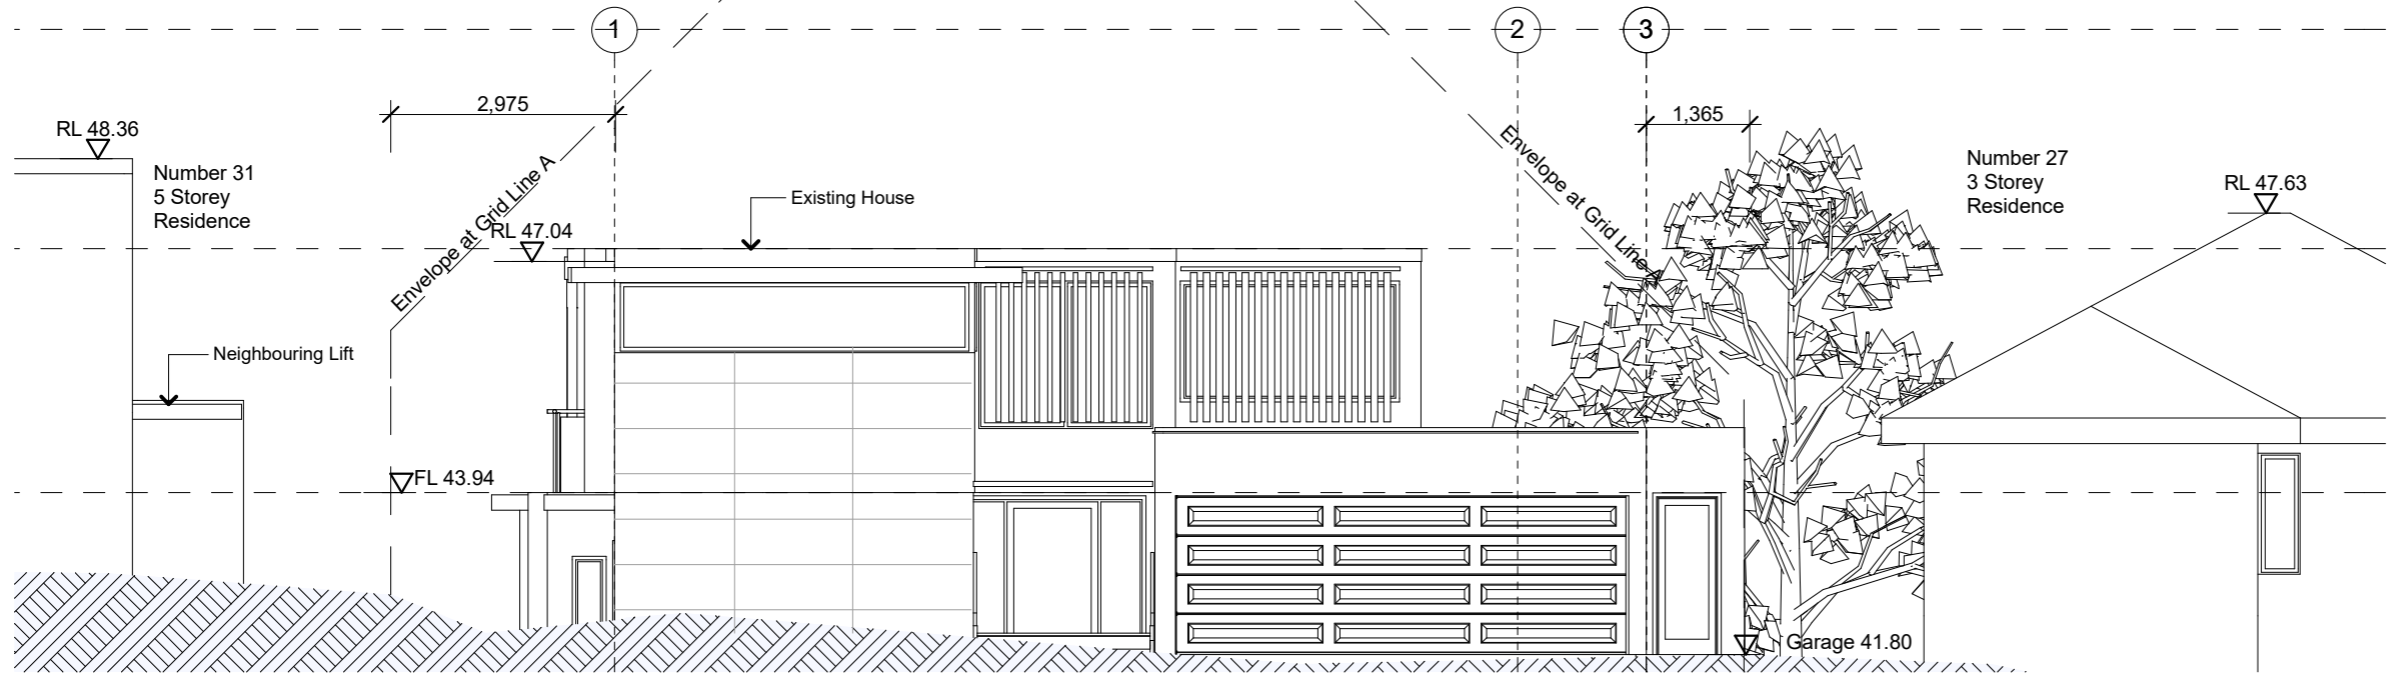 1
2
3
2,975
1,365
RL 48.36
Number 31
5 Storey
Residence
Envelope at Grid Line A
RL 47.04
Existing House
Envelope at Grid Line A
Number 27
3 Storey
Residence
RL 47.63
Neighbouring Lift
FL 43.94
Garage 41.80